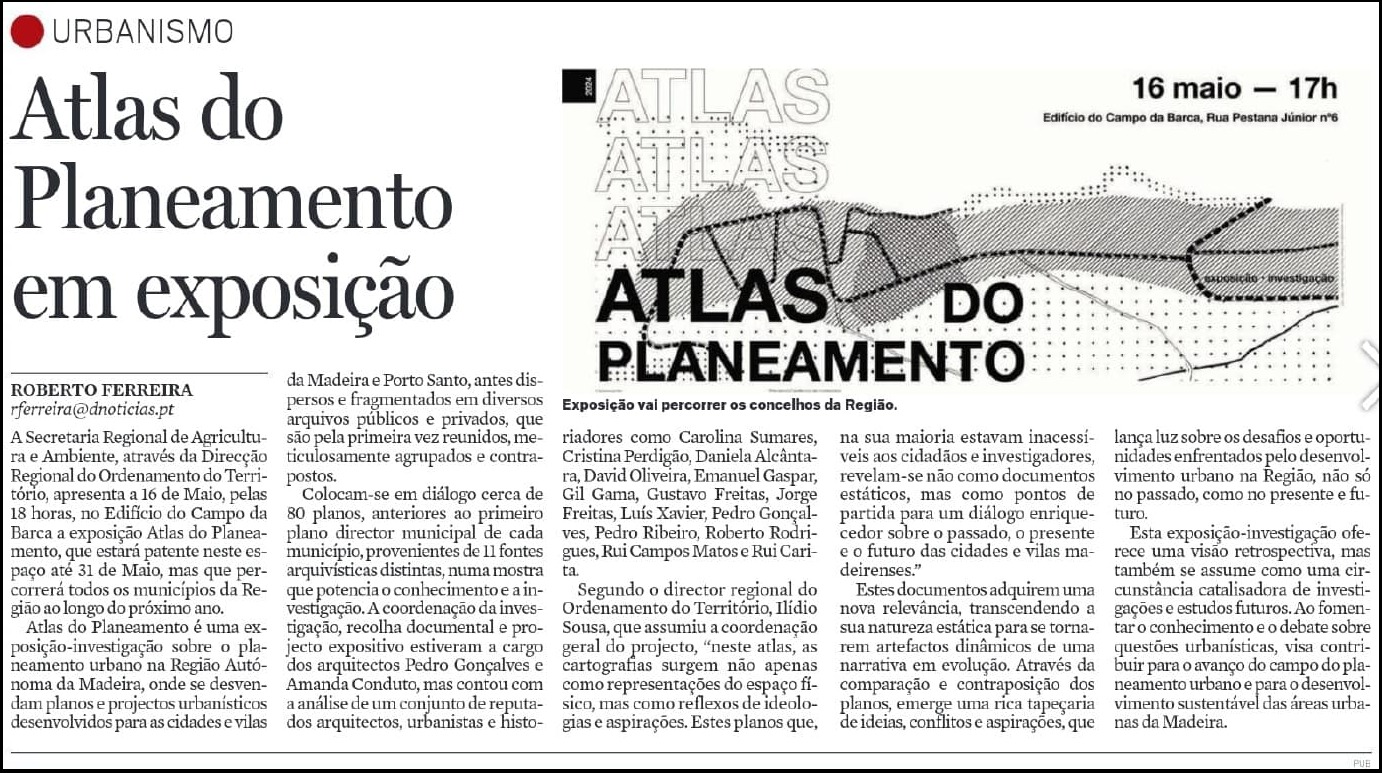 URBANISMO
Atlas do
Planeamento
em exposição
ROBERTO FERREIRA
rferreira@dnoticias.pt
A Secretaria Regional de Agricultu-
ra e Ambiente, através da Direcção
Regional do Ordenamento do Terri-
tório, apresenta a 16 de Maio, pelas
18 horas, no Edifício do Campo da
Barca a exposição Atlas do Planea-
mento, que estará patente neste es-
paço até 31 de Maio, mas que per-
correrá todos os municípios da Re-
gião ao longo do próximo ano.
Atlas do Planeamento é uma ex-
posição-investigação sobre o pla-
neamento urbano na Região Autó-
noma da Madeira, onde se desven-
dam planos e projectos urbanísticos
desenvolvidos para as cidades e vilas
da Madeira e Porto Santo, antes dis-
persos e fragmentados em diversos
arquivos públicos e privados, que
são pela primeira vez reunidos, me-
ticulosamente agrupados e contra-
postos.
Colocam-se em diálogo cerca de
80 planos, anteriores ao primeiro
plano director municipal de cada
município, provenientes de 11 fontes
arquivísticas distintas, numa mostra
que potencia o conhecimento e a in-
vestigação. A coordenação da inves-
tigação, recolha documental e pro-
jecto expositivo estiveram a cargo
dos arquitectos Pedro Gonçalves e
Amanda Conduto, mas contou com
a análise de um conjunto de reputa-
dos arquitectos, urbanistas e histo-
2024
ATLAS
ATLAS
ATLAS
ATLAS DO
PLANEAMENTO
16 maio — 17h
Edifício do Campo da Barca, Rua Pestana Júnior nº6
exposição • investigação
Exposição vai percorrer os concelhos da Região.
riadores como Carolina Sumares,
Cristina Perdigão, Daniela Alcânta-
ra, David Oliveira, Emanuel Gaspar,
Gil Gama, Gustavo Freitas, Jorge
Freitas, Luís Xavier, Pedro Gonçal-
ves, Pedro Ribeiro, Roberto Rodri-
gues, Rui Campos Matos e Rui Cari-
ta.
Segundo o director regional do
Ordenamento do Território, Ilídio
Sousa, que assumiu a coordenação
geral do projecto, “neste atlas, as
cartografias surgem não apenas
como representações do espaço fí-
sico, mas como reflexos de ideolo-
gias e aspirações. Estes planos que,
na sua maioria estavam inacessí-
veis aos cidadãos e investigadores,
revelam-se não como documentos
estáticos, mas como pontos de
partida para um diálogo enrique-
cedor sobre o passado, o presente
e o futuro das cidades e vilas ma-
deirenses.”
Estes documentos adquirem uma
nova relevância, transcendendo a
sua natureza estática para se torna-
rem artefactos dinâmicos de uma
narrativa em evolução. Através da
comparação e contraposição dos
planos, emerge uma rica tapeçaria
de ideias, conflitos e aspirações, que
lança luz sobre os desafios e oportu-
nidades enfrentados pelo desenvol-
vimento urbano na Região, não só
no passado, como no presente e fu-
turo.
Esta exposição-investigação ofe-
rece uma visão retrospectiva, mas
também se assume como uma cir-
cunstância catalisadora de investi-
gações e estudos futuros. Ao fomen-
tar o conhecimento e o debate sobre
questões urbanísticas, visa contri-
buir para o avanço do campo do pla-
neamento urbano e para o desenvol-
vimento sustentável das áreas urba-
nas da Madeira.
PUB